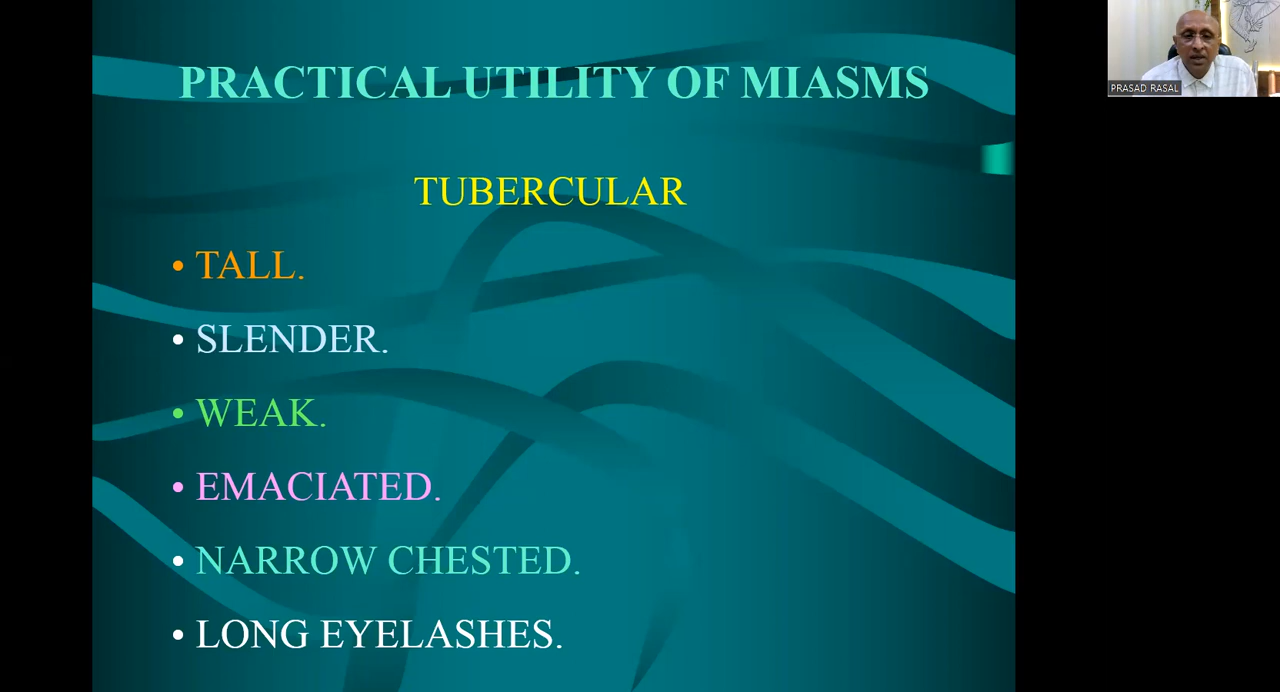 PRACTICAL UTILITY OF MIASMS
PRASAD RASAL
TUBERCULAR
• TALL.
• SLENDER.
• WEAK.
• EMACIATED.
• NARROW CHESTED.
• LONG EYELASHES.